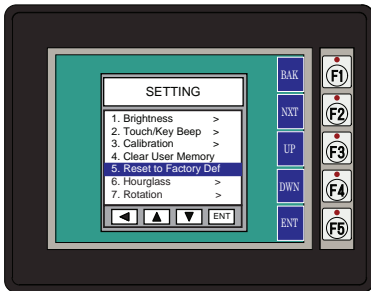 SETTING
1. Brightness >
2. Touch/Key Beep >
3. Calibration >
4. Clear User Memory
5. Reset to Factory Def
6. Hourglass >
7. Rotation >
ENT
BAK
NXT
UP
DWN
ENT
F1
F2
F3
F4
F5